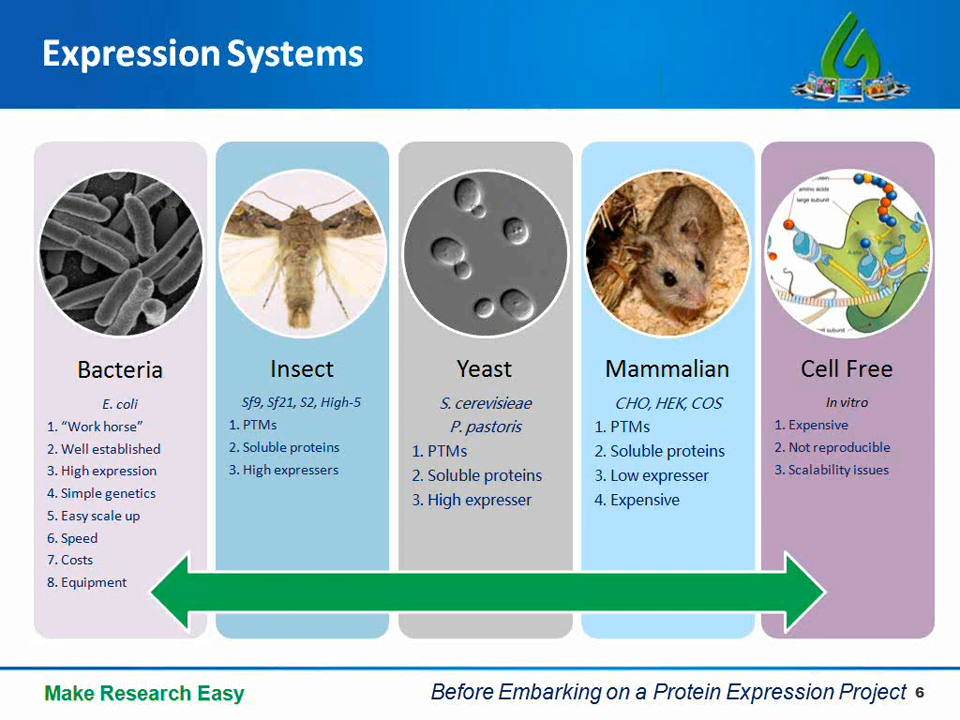 Expression Systems
Bacteria
E. coli
1. “Work horse”
2. Well established
3. High expression
4. Simple genetics
5. Easy scale up
6. Speed
7. Costs
8. Equipment
Insect
Sf9, Sf21, S2, High-5
1. PTMs
2. Soluble proteins
3. High expressers
Yeast
S. cerevisieae
P. pastoris
1. PTMs
2. Soluble proteins
3. High expresser
Mammalian
CHO, HEK, COS
1. PTMs
2. Soluble proteins
3. Low expresser
4. Expensive
amino acids
large subunit
Cell Free
In vitro
1. Expensive
2. Not reproducible
3. Scalability issues
Make Research Easy
Before Embarking on a Protein Expression Project 6